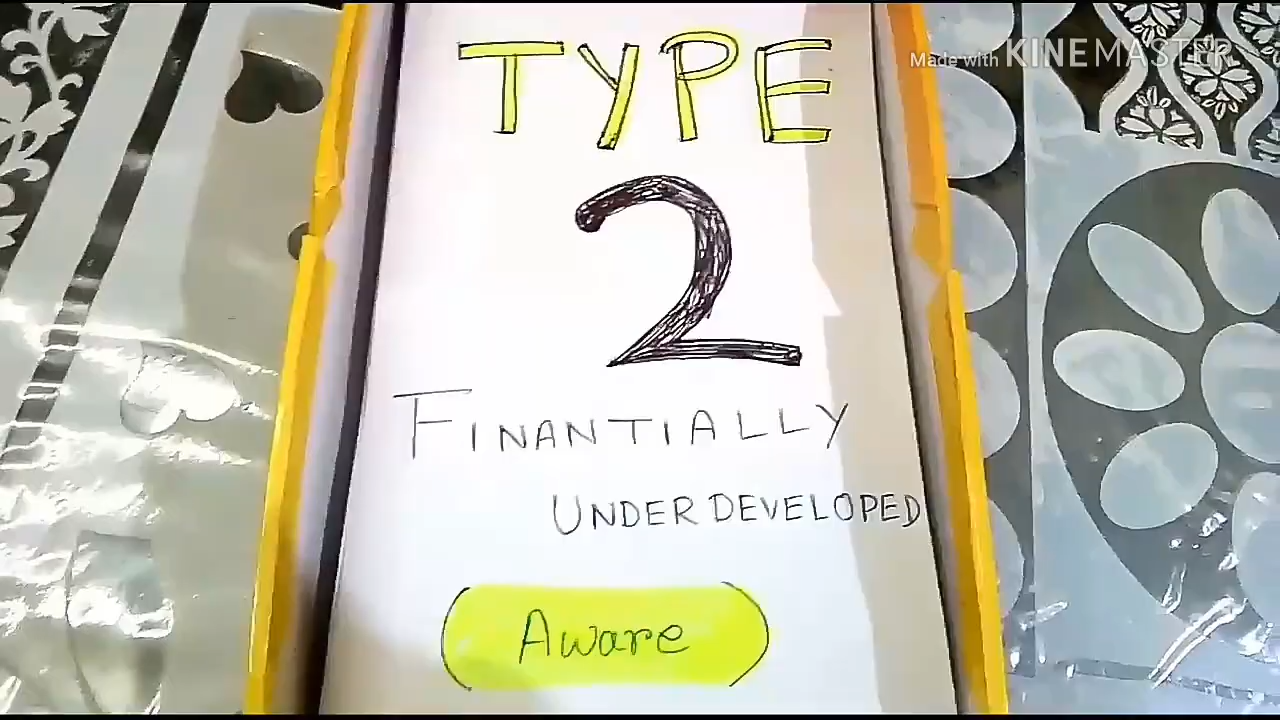 Made with KINEMASTER
TYPE
2
FINANTIALLY
UNDER DEVELOPED
Aware